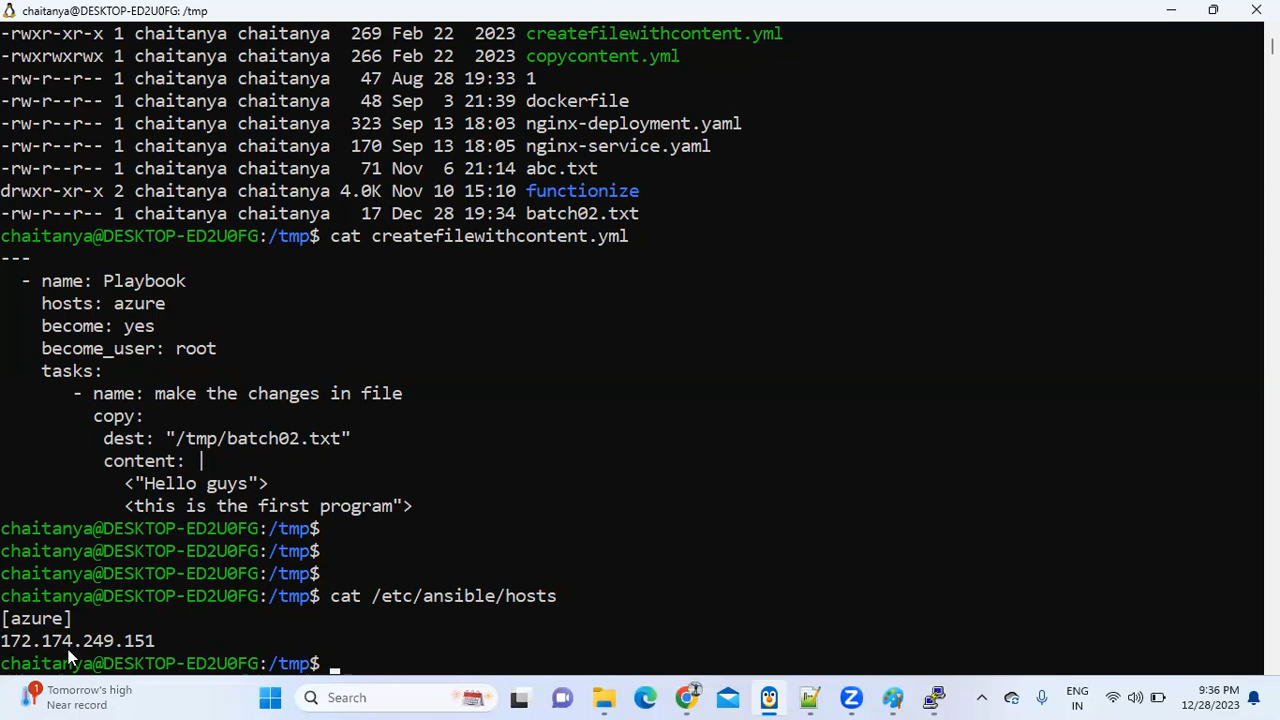 chaitanya@DESKTOP-ED2U0FG: /tmp
-rwxr-xr-x 1 chaitanya chaitanya  269 Feb 22  2023 createfilewithcontent.yml
-rwxrwxrwx 1 chaitanya chaitanya  266 Feb 22  2023 copycontent.yml
-rw-r--r-- 1 chaitanya chaitanya   47 Aug 28 19:33 1
-rw-r--r-- 1 chaitanya chaitanya   48 Sep  3 21:39 dockerfile
-rw-r--r-- 1 chaitanya chaitanya  323 Sep 13 18:03 nginx-deployment.yaml
-rw-r--r-- 1 chaitanya chaitanya  170 Sep 13 18:05 nginx-service.yaml
-rw-r--r-- 1 chaitanya chaitanya   71 Nov  6 21:14 abc.txt
drwxr-xr-x 2 chaitanya chaitanya 4.0K Nov 10 15:10 functionize
-rw-r--r-- 1 chaitanya chaitanya   17 Dec 28 19:34 batch02.txt
chaitanya@DESKTOP-ED2U0FG:/tmp$ cat createfilewithcontent.yml
---
  - name: Playbook
    hosts: azure
    become: yes
    become_user: root
    tasks:
       - name: make the changes in file
         copy:
          dest: "/tmp/batch02.txt"
          content: |
            <"Hello guys">
            <this is the first program">
chaitanya@DESKTOP-ED2U0FG:/tmp$
chaitanya@DESKTOP-ED2U0FG:/tmp$
chaitanya@DESKTOP-ED2U0FG:/tmp$
chaitanya@DESKTOP-ED2U0FG:/tmp$ cat /etc/ansible/hosts
[azure]
172.174.249.151
chaitanya@DESKTOP-ED2U0FG:/tmp$ _
1
Tomorrow's high
Near record
Search
ENG
IN
9:36 PM
12/28/2023